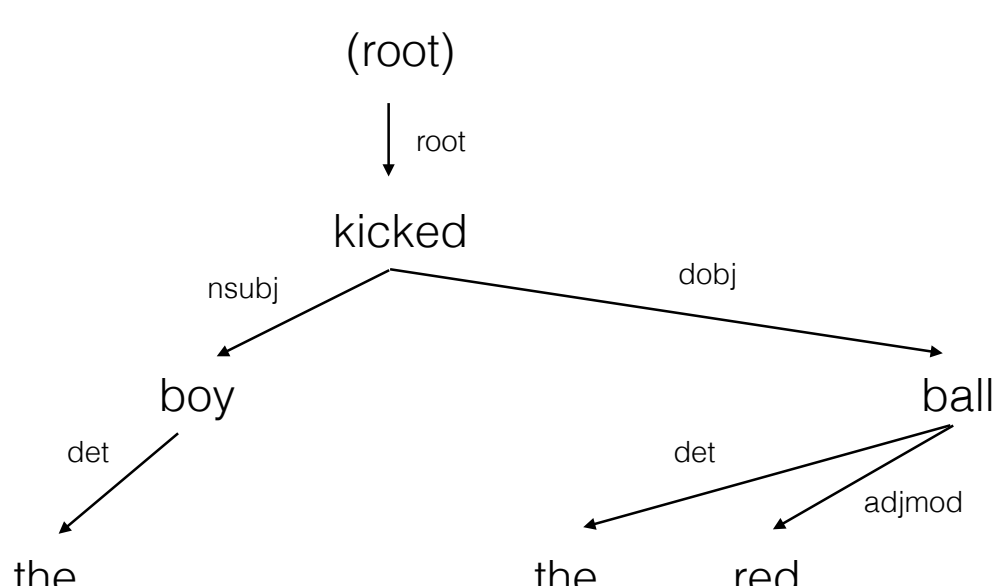 (root)
root
kicked
nsubj
dobj
boy
ball
det
det
adjmod
the
the
red